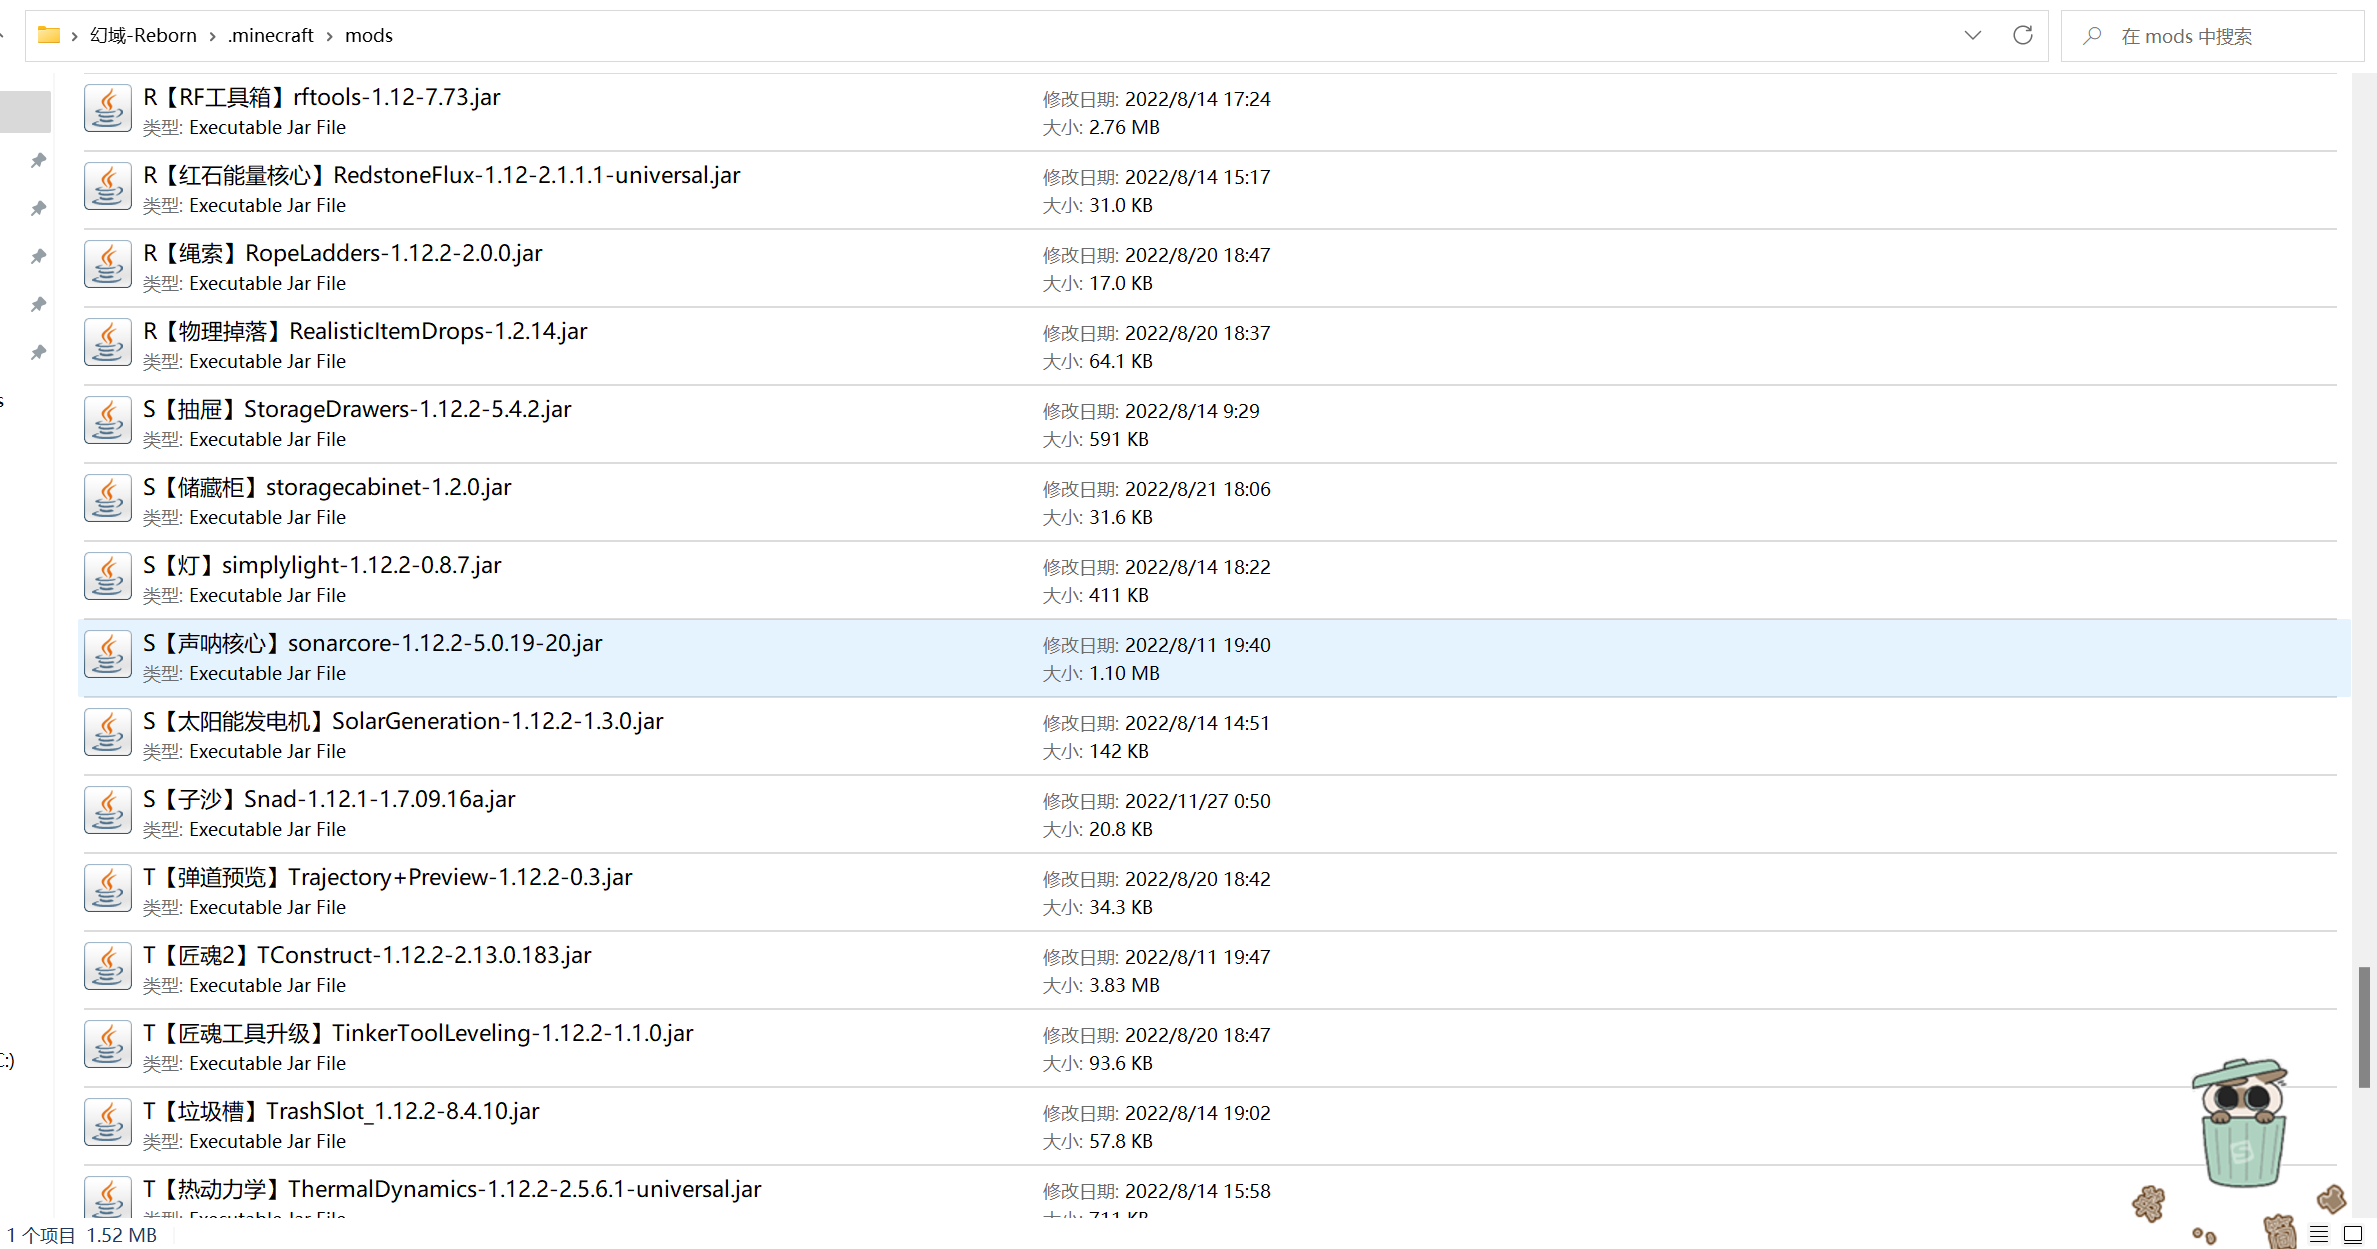 幻域-Reborn › .minecraft › mods
在 mods 中搜索
R【RF工具箱】rftools-1.12-7.73.jar
修改日期: 2022/8/14 17:24
类型: Executable Jar File
大小: 2.76 MB
R【红石能量核心】RedstoneFlux-1.12-2.1.1.1-universal.jar
修改日期: 2022/8/14 15:17
类型: Executable Jar File
大小: 31.0 KB
R【绳索】RopeLadders-1.12.2-2.0.0.jar
修改日期: 2022/8/20 18:47
类型: Executable Jar File
大小: 17.0 KB
R【物理掉落】RealisticItemDrops-1.2.14.jar
修改日期: 2022/8/20 18:37
类型: Executable Jar File
大小: 64.1 KB
S【抽屉】StorageDrawers-1.12.2-5.4.2.jar
修改日期: 2022/8/14 9:29
类型: Executable Jar File
大小: 591 KB
s
S【储藏柜】storagecabinet-1.2.0.jar
修改日期: 2022/8/21 18:06
类型: Executable Jar File
大小: 31.6 KB
S【灯】simplylight-1.12.2-0.8.7.jar
修改日期: 2022/8/14 18:22
类型: Executable Jar File
大小: 411 KB
S【声呐核心】sonarcore-1.12.2-5.0.19-20.jar
修改日期: 2022/8/11 19:40
类型: Executable Jar File
大小: 1.10 MB
S【太阳能发电机】SolarGeneration-1.12.2-1.3.0.jar
修改日期: 2022/8/14 14:51
类型: Executable Jar File
大小: 142 KB
S【子沙】Snad-1.12.1-1.7.09.16a.jar
修改日期: 2022/11/27 0:50
类型: Executable Jar File
大小: 20.8 KB
T【弹道预览】Trajectory+Preview-1.12.2-0.3.jar
修改日期: 2022/8/20 18:42
类型: Executable Jar File
大小: 34.3 KB
T【匠魂2】TConstruct-1.12.2-2.13.0.183.jar
修改日期: 2022/8/11 19:47
类型: Executable Jar File
大小: 3.83 MB
T【匠魂工具升级】TinkerToolLeveling-1.12.2-1.1.0.jar
修改日期: 2022/8/20 18:47
类型: Executable Jar File
大小: 93.6 KB
C:)
T【垃圾槽】TrashSlot_1.12.2-8.4.10.jar
修改日期: 2022/8/14 19:02
类型: Executable Jar File
大小: 57.8 KB
T【热动力学】ThermalDynamics-1.12.2-2.5.6.1-universal.jar
修改日期: 2022/8/14 15:58
类型: Executable Jar File
大小: 711 KB
1 个项目 1.52 MB